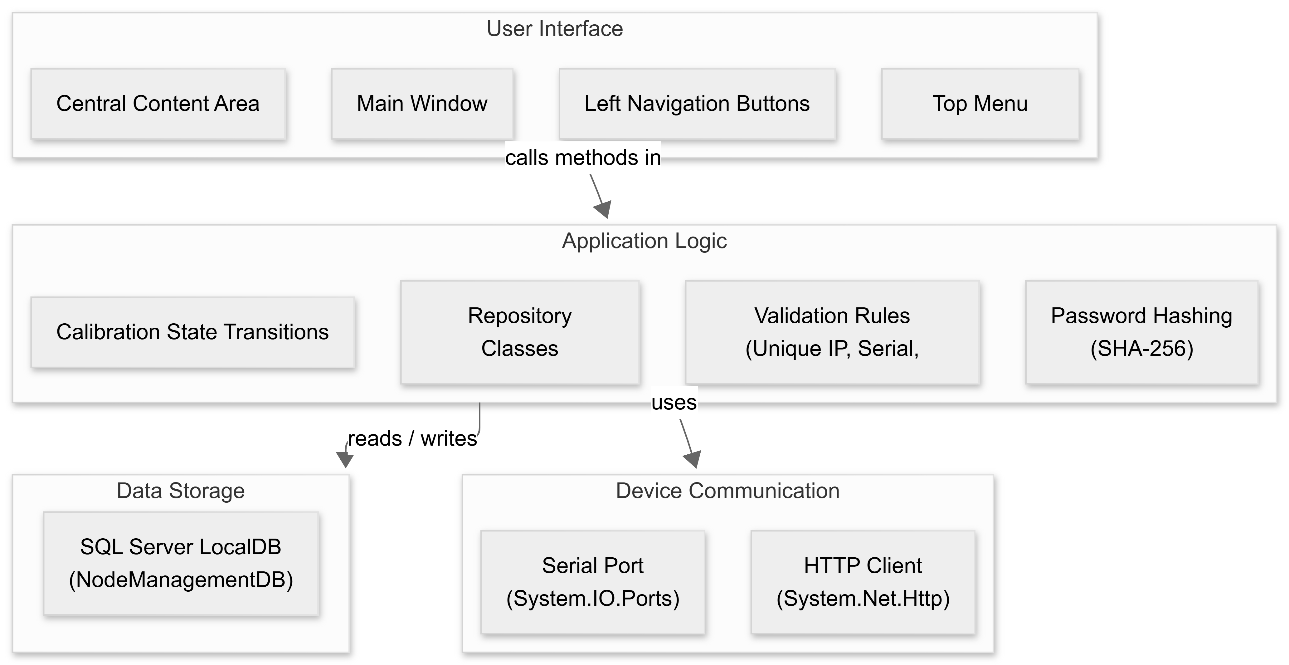 User Interface
Central Content Area
Main Window
Left Navigation Buttons
Top Menu
calls methods in
Application Logic
Calibration State Transitions
Repository
Classes
Validation Rules
(Unique IP, Serial,
Password Hashing
(SHA-256)
uses
reads / writes
Data Storage
SQL Server LocalDB
(NodeManagementDB)
Device Communication
Serial Port
(System.IO.Ports)
HTTP Client
(System.Net.Http)